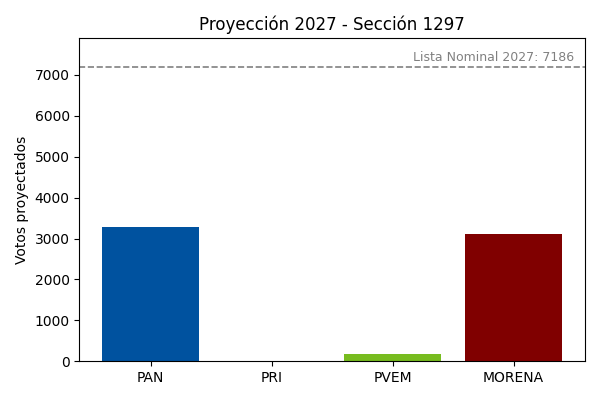 Proyección 2027 - Sección 1297
Lista Nominal 2027: 7186
Votos proyectados
7000
6000
5000
4000
3000
2000
1000
0
PAN
PRI
PVEM
MORENA